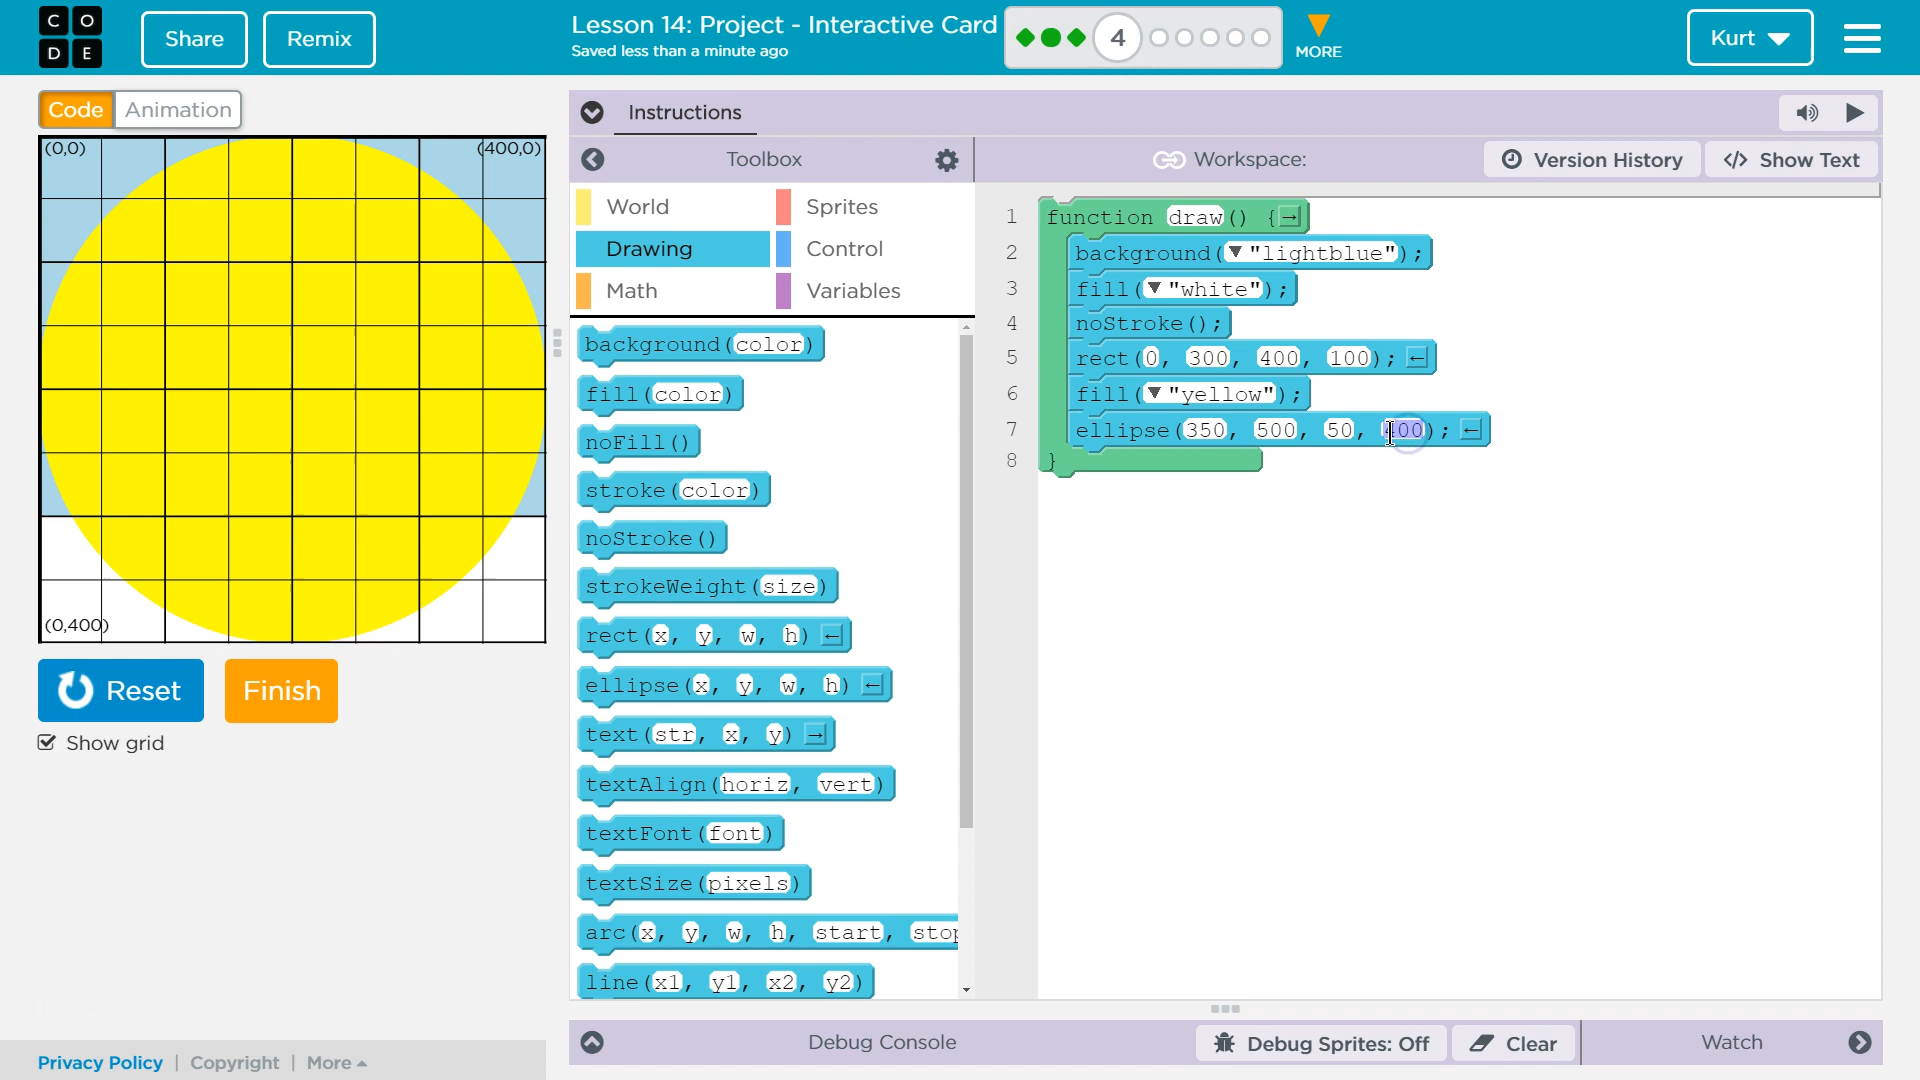 C O
D E
Share
Remix
Lesson 14: Project - Interactive Card
Saved less than a minute ago
4
MORE
Kurt
Code
Animation
Instructions
Toolbox
Workspace:
Version History
</> Show Text
(0,0)
(400,0)
(0,400)
World
Sprites
Drawing
Control
Math
Variables
background(color)
fill(color)
noFill()
stroke(color)
noStroke()
strokeWeight(size)
rect(x, y, w, h) ←
ellipse(x, y, w, h) ←
text(str, x, y) →
textAlign(horiz, vert)
textFont(font)
textSize(pixels)
arc(x, y, w, h, start, stop
line(x1, y1, x2, y2)
1 function draw() { →
2 background(▼ "lightblue");
3 fill(▼ "white");
4 noStroke();
5 rect(0, 300, 400, 100); ←
6 fill(▼ "yellow");
7 ellipse(350, 500, 50, 400); ←
8 }
Reset
Finish
Show grid
Debug Console
Debug Sprites: Off
Clear
Watch
Privacy Policy | Copyright | More